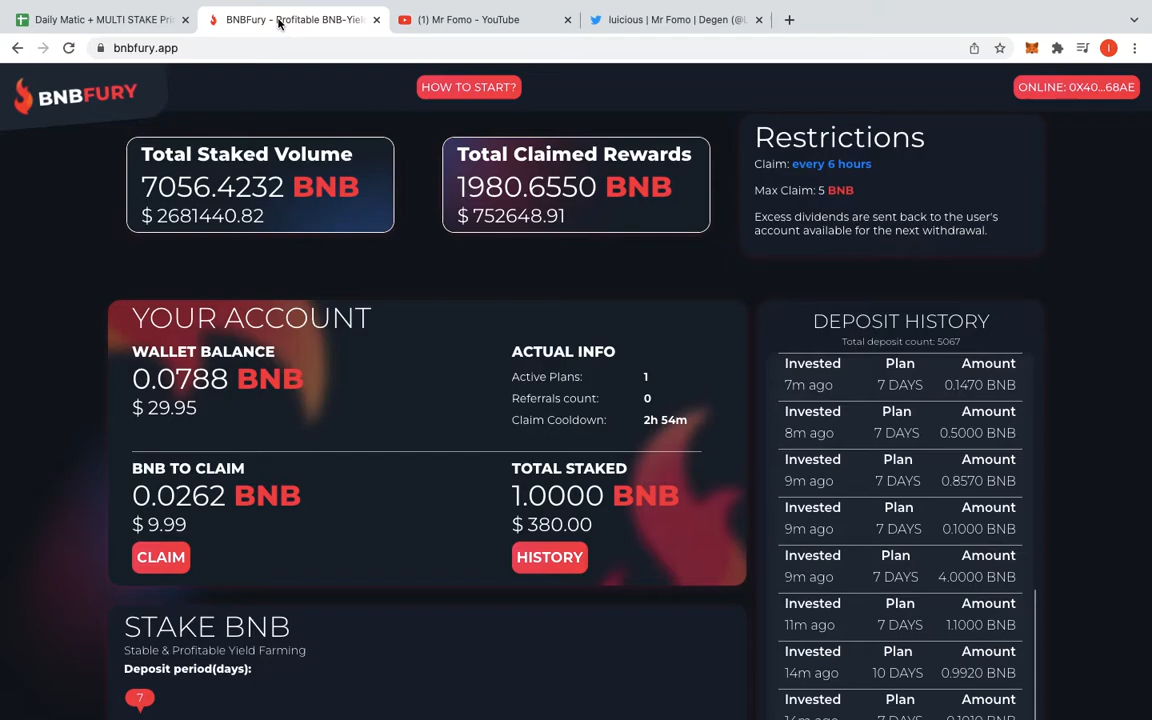 Daily Matic + MULTI STAKE Pri
BNBFury - Profitable BNB-Yiel
(1) Mr Fomo - YouTube
luicious | Mr Fomo | Degen (@L
bnbfury.app
I
BNBFURY
HOW TO START?
ONLINE: 0X40...68AE
Total Staked Volume
7056.4232 BNB
$ 2681440.82
Total Claimed Rewards
1980.6550 BNB
$ 752648.91
Restrictions
Claim: every 6 hours
Max Claim: 5 BNB
Excess dividends are sent back to the user's
account available for the next withdrawal.
YOUR ACCOUNT
WALLET BALANCE
0.0788 BNB
$ 29.95
ACTUAL INFO
Active Plans: 1
Referrals count: 0
Claim Cooldown: 2h 54m
BNB TO CLAIM
0.0262 BNB
$ 9.99
CLAIM
TOTAL STAKED
1.0000 BNB
$ 380.00
HISTORY
STAKE BNB
Stable & Profitable Yield Farming
Deposit period(days):
7
DEPOSIT HISTORY
Total deposit count: 5067
Invested Plan Amount
7m ago 7 DAYS 0.1470 BNB
Invested Plan Amount
8m ago 7 DAYS 0.5000 BNB
Invested Plan Amount
9m ago 7 DAYS 0.8570 BNB
Invested Plan Amount
9m ago 7 DAYS 0.1000 BNB
Invested Plan Amount
9m ago 7 DAYS 4.0000 BNB
Invested Plan Amount
11m ago 7 DAYS 1.1000 BNB
Invested Plan Amount
14m ago 10 DAYS 0.9920 BNB
Invested Plan Amount